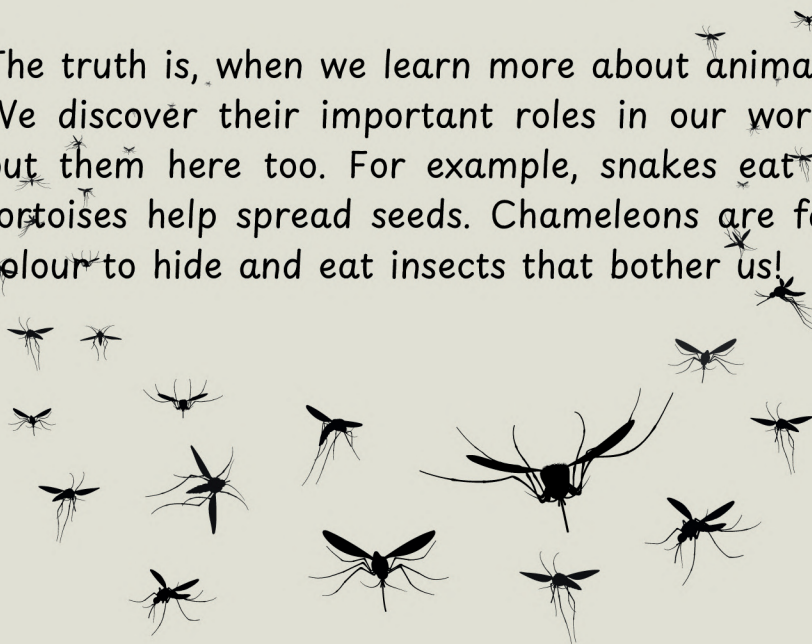 The truth is, when we learn more about anima
We discover their important roles in our wor
but them here too. For example, snakes eat
ortoises help spread seeds. Chameleons are f
olour to hide and eat insects that bother us!